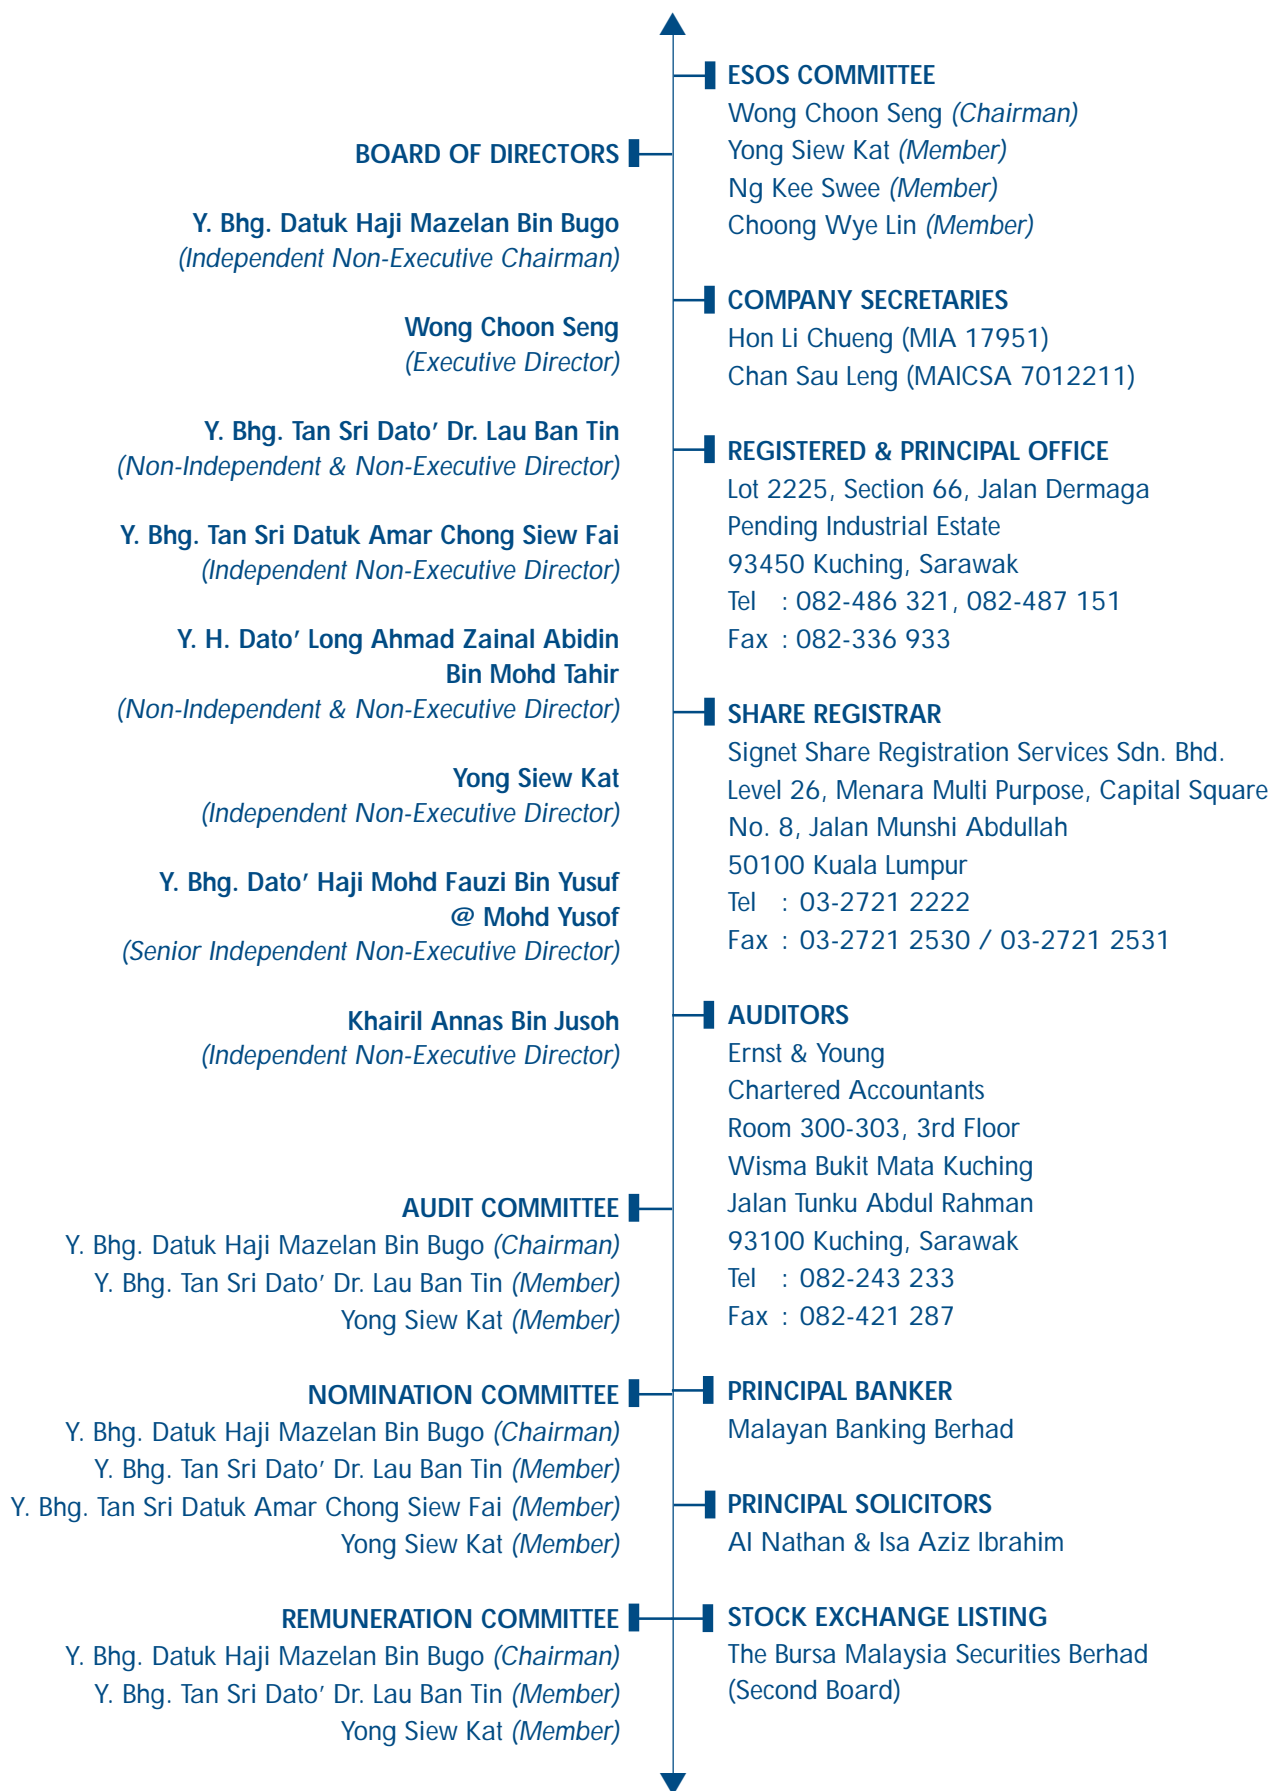 BOARD OF DIRECTORS
Y. Bhg. Datuk Haji Mazelan Bin Bugo
(Independent Non-Executive Chairman)
Wong Choon Seng
(Executive Director)
Y. Bhg. Tan Sri Dato’ Dr. Lau Ban Tin
(Non-Independent & Non-Executive Director)
Y. Bhg. Tan Sri Datuk Amar Chong Siew Fai
(Independent Non-Executive Director)
Y. H. Dato’ Long Ahmad Zainal Abidin
Bin Mohd Tahir
(Non-Independent & Non-Executive Director)
Yong Siew Kat
(Independent Non-Executive Director)
Y. Bhg. Dato’ Haji Mohd Fauzi Bin Yusuf
@ Mohd Yusof
(Senior Independent Non-Executive Director)
Khairil Annas Bin Jusoh
(Independent Non-Executive Director)
AUDIT COMMITTEE
Y. Bhg. Datuk Haji Mazelan Bin Bugo (Chairman)
Y. Bhg. Tan Sri Dato’ Dr. Lau Ban Tin (Member)
Yong Siew Kat (Member)
NOMINATION COMMITTEE
Y. Bhg. Datuk Haji Mazelan Bin Bugo (Chairman)
Y. Bhg. Tan Sri Dato’ Dr. Lau Ban Tin (Member)
Y. Bhg. Tan Sri Datuk Amar Chong Siew Fai (Member)
Yong Siew Kat (Member)
REMUNERATION COMMITTEE
Y. Bhg. Datuk Haji Mazelan Bin Bugo (Chairman)
Y. Bhg. Tan Sri Dato’ Dr. Lau Ban Tin (Member)
Yong Siew Kat (Member)
ESOS COMMITTEE
Wong Choon Seng (Chairman)
Yong Siew Kat (Member)
Ng Kee Swee (Member)
Choong Wye Lin (Member)
COMPANY SECRETARIES
Hon Li Chueng (MIA 17951)
Chan Sau Leng (MAICSA 7012211)
REGISTERED & PRINCIPAL OFFICE
Lot 2225, Section 66, Jalan Dermaga
Pending Industrial Estate
93450 Kuching, Sarawak
Tel : 082-486 321, 082-487 151
Fax : 082-336 933
SHARE REGISTRAR
Signet Share Registration Services Sdn. Bhd.
Level 26, Menara Multi Purpose, Capital Square
No. 8, Jalan Munshi Abdullah
50100 Kuala Lumpur
Tel : 03-2721 2222
Fax : 03-2721 2530 / 03-2721 2531
AUDITORS
Ernst & Young
Chartered Accountants
Room 300-303, 3rd Floor
Wisma Bukit Mata Kuching
Jalan Tunku Abdul Rahman
93100 Kuching, Sarawak
Tel : 082-243 233
Fax : 082-421 287
PRINCIPAL BANKER
Malayan Banking Berhad
PRINCIPAL SOLICITORS
Al Nathan & Isa Aziz Ibrahim
STOCK EXCHANGE LISTING
The Bursa Malaysia Securities Berhad
(Second Board)